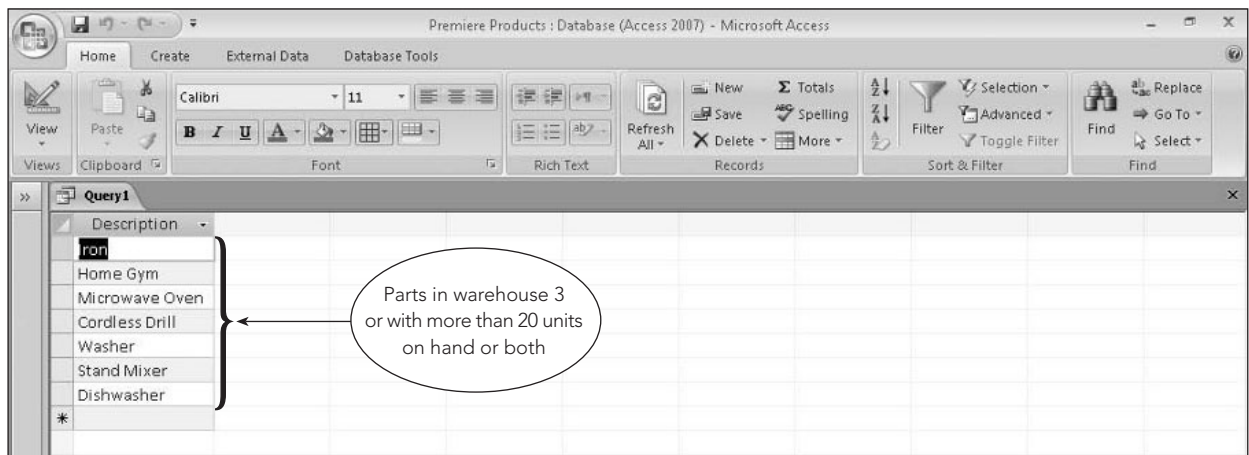 Premiere Products : Database (Access 2007) - Microsoft Access
Home Create External Data Database Tools
View
Views
Paste
Clipboard
Calibri 11
B I U A
Font
Rich Text
Refresh All
New
Save
Delete
Σ Totals
Spelling
More
Records
Filter
Selection
Advanced
Toggle Filter
Sort & Filter
Find
Replace
Go To
Select
Find
Query1
Description
Iron
Home Gym
Microwave Oven
Cordless Drill
Washer
Stand Mixer
Dishwasher
Parts in warehouse 3
or with more than 20 units
on hand or both